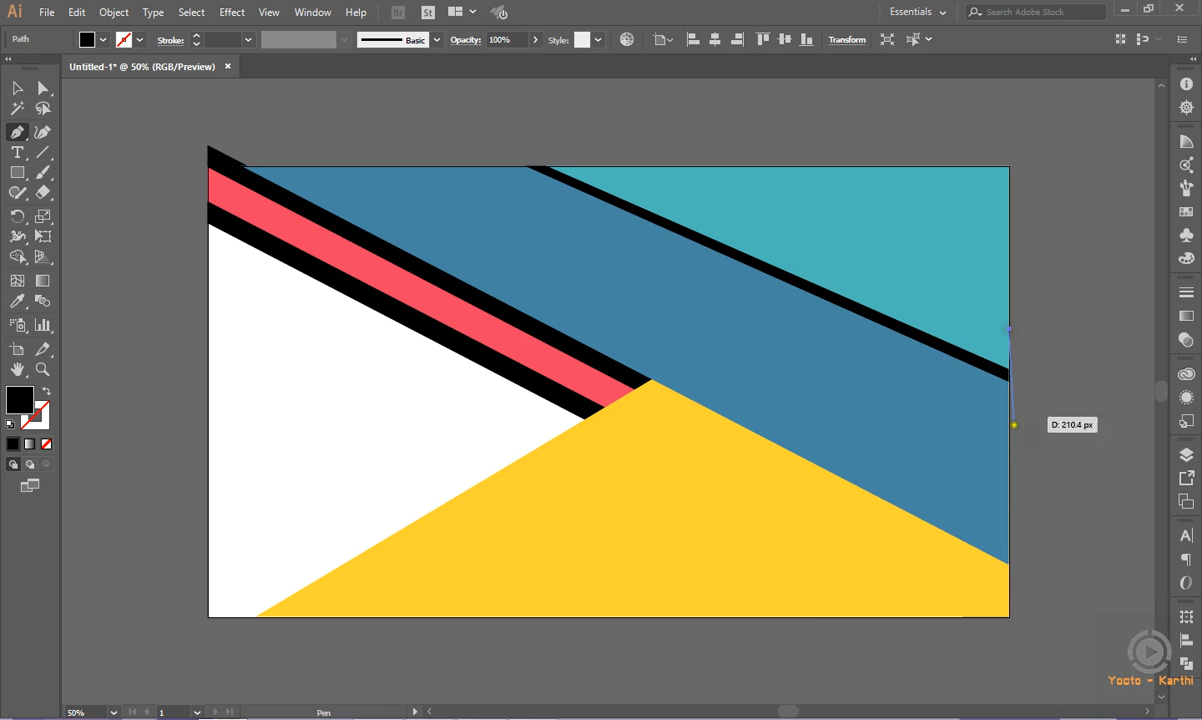 Ai File Edit Object Type Select Effect View Window Help Br St Essentials Search Adobe Stock
Path Stroke: Basic Opacity: 100% Style: Transform
Untitled-1* @ 50% (RGB/Preview)
D: 210.4 px
Yooto - Karthi
50% 1 Pen